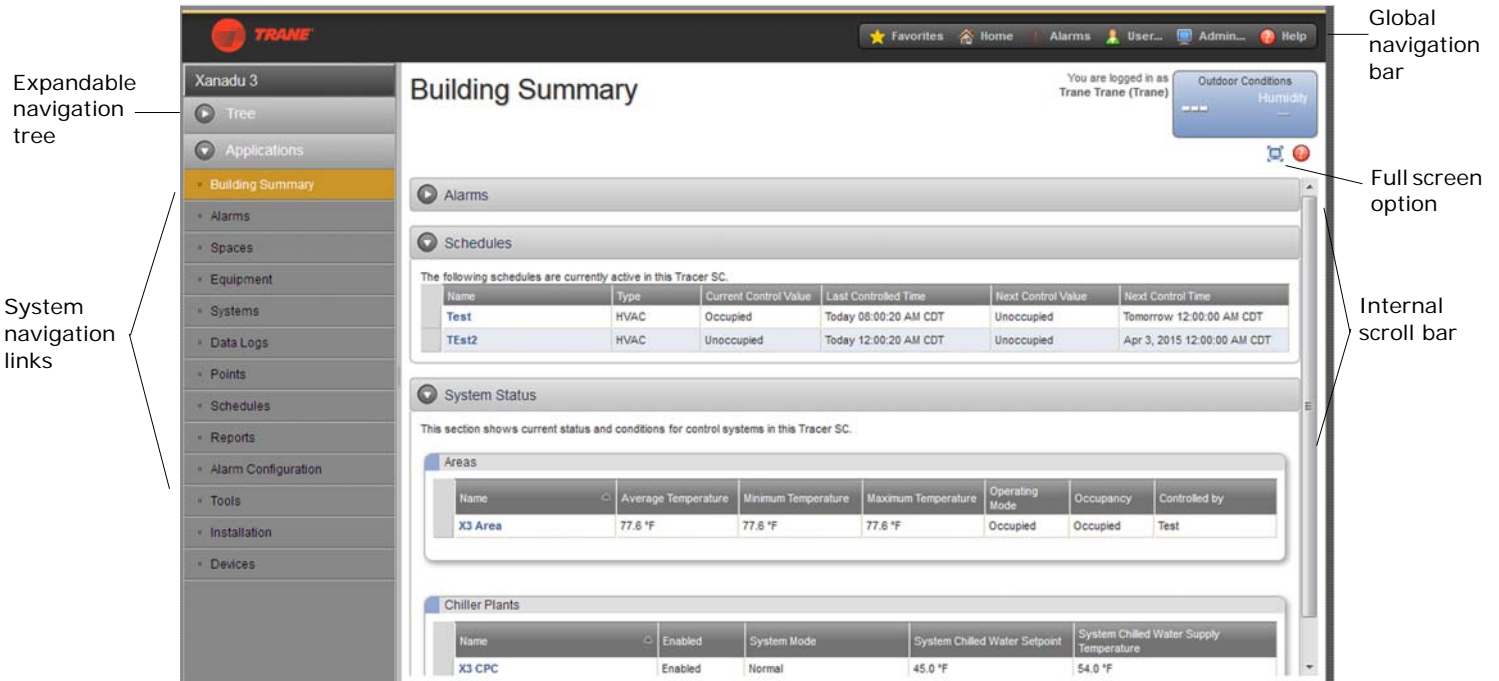 TRANE
Favorites Home Alarms User... Admin... Help
Global navigation bar
Expandable navigation tree
Xanadu 3
Tree
Applications
Building Summary
Alarms
Spaces
Equipment
Systems
Data Logs
Points
Schedules
Reports
Alarm Configuration
Tools
Installation
Devices
System navigation links
Building Summary
You are logged in as
Trane Trane (Trane)
Outdoor Conditions
Humidity
---
—
Full screen option
Alarms
Schedules
The following schedules are currently active in this Tracer SC.
Name Type Current Control Value Last Controlled Time Next Control Value Next Control Time
Test HVAC Occupied Today 08:00:20 AM CDT Unoccupied Tomorrow 12:00:00 AM CDT
TEst2 HVAC Unoccupied Today 12:00:20 AM CDT Unoccupied Apr 3, 2015 12:00:00 AM CDT
Internal scroll bar
System Status
This section shows current status and conditions for control systems in this Tracer SC.
Areas
Name Average Temperature Minimum Temperature Maximum Temperature Operating Mode Occupancy Controlled by
X3 Area 77.6 °F 77.6 °F 77.6 °F Occupied Occupied Test
Chiller Plants
Name Enabled System Mode System Chilled Water Setpoint System Chilled Water Supply Temperature
X3 CPC Enabled Normal 45.0 °F 54.0 °F